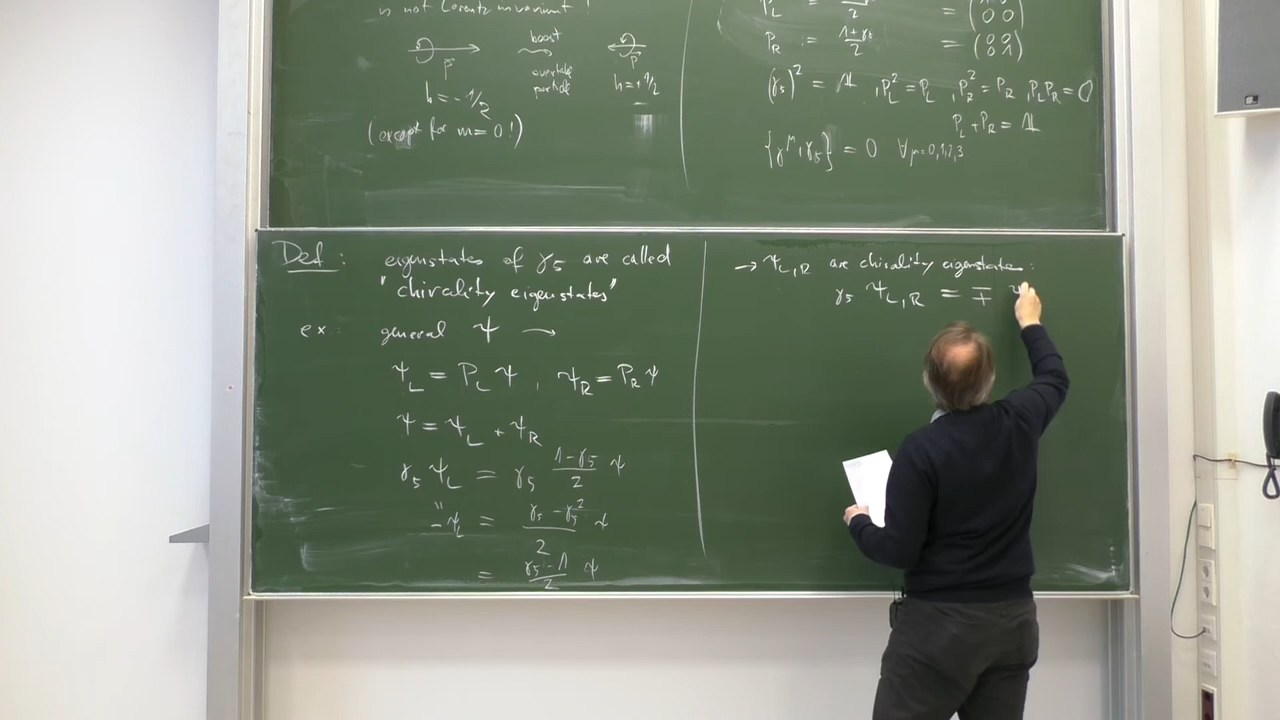 is not Lorentz invariant !
boost
p⃗
overtake particle
p⃗
h = - 1/2
h = + 1/2
(except for m = 0 !)
P_L = /2 = (0 0)
P_R = (1+γ5)/2 = (0 0 0 1)
(γ5)² = 𝟙 , P_L² = P_L , P_R² = P_R , P_L P_R = 0
P_L + P_R = 𝟙
{γ^μ, γ5} = 0 ∀ μ=0,1,2,3
Def : eigenstates of γ5 are called
"chirality eigenstates"
ex : general ψ →
ψ_L = P_L ψ , ψ_R = P_R ψ
ψ = ψ_L + ψ_R
γ5 ψ_L = γ5 (1-γ5)/2 ψ
" -ψ_L = (γ5 - γ5²)/2 ψ
= (γ5 - 𝟙)/2 ψ
→ ψ_L,R are chirality eigenstates :
γ5 ψ_L,R = ∓ ψ